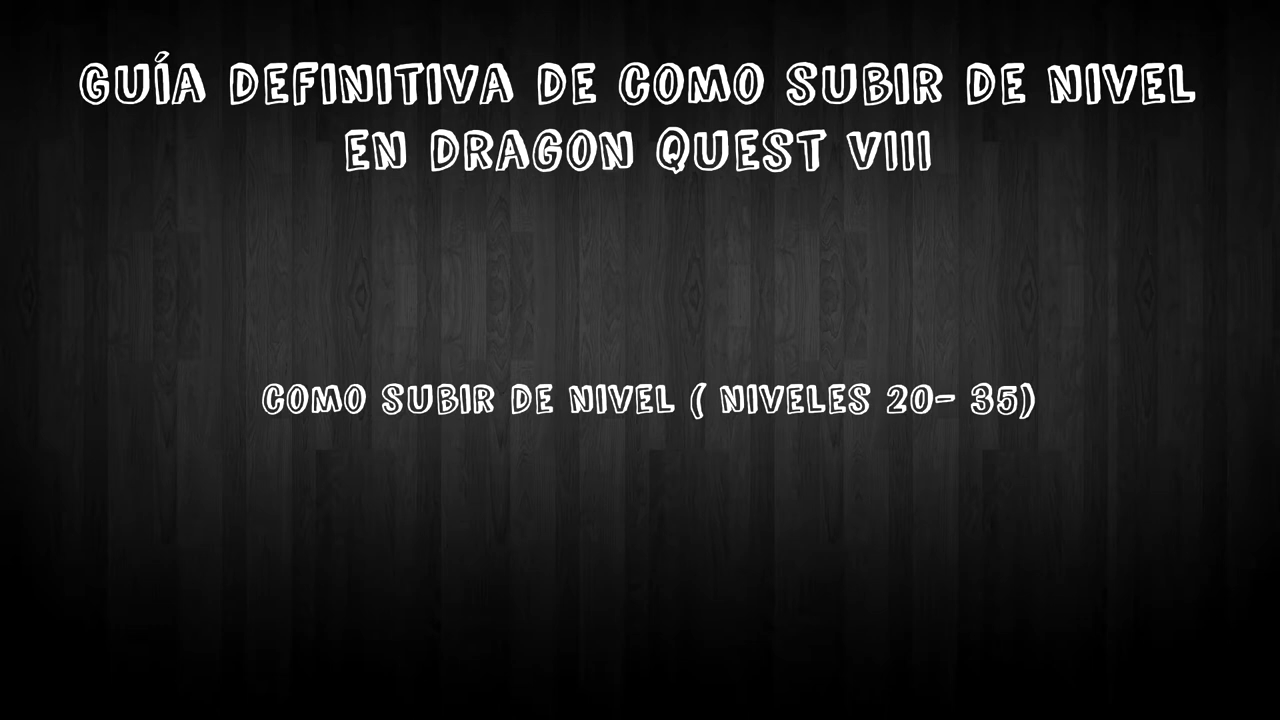 GUÍA DEFINITIVA DE COMO SUBIR DE NIVEL
EN DRAGON QUEST VIII
COMO SUBIR DE NIVEL ( NIVELES 20- 35)